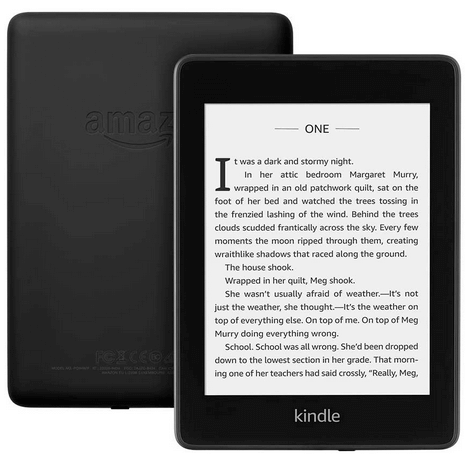 amaz
ONE
It was a dark and stormy night.
In her attic bedroom Margaret Murry,
wrapped in an old patchwork quilt, sat on the
foot of her bed and watched the trees tossing in
the frenzied lashing of the wind. Behind the trees
clouds scudded frantically across the sky. Every few
moments the moon ripped through them, creating
wraithlike shadows that raced along the ground.
The house shook.
Wrapped in her quilt, Meg shook.
She wasn't usually afraid of weather.—It's not
just the weather, she thought.—It's the weather on
top of everything else. On top of me. On top of Meg
Murry doing everything wrong.
School. School was all wrong. She'd been dropped
down to the lowest section in her grade. That morn-
ing one of her teachers had said crossly, "Really, Meg,
kindle